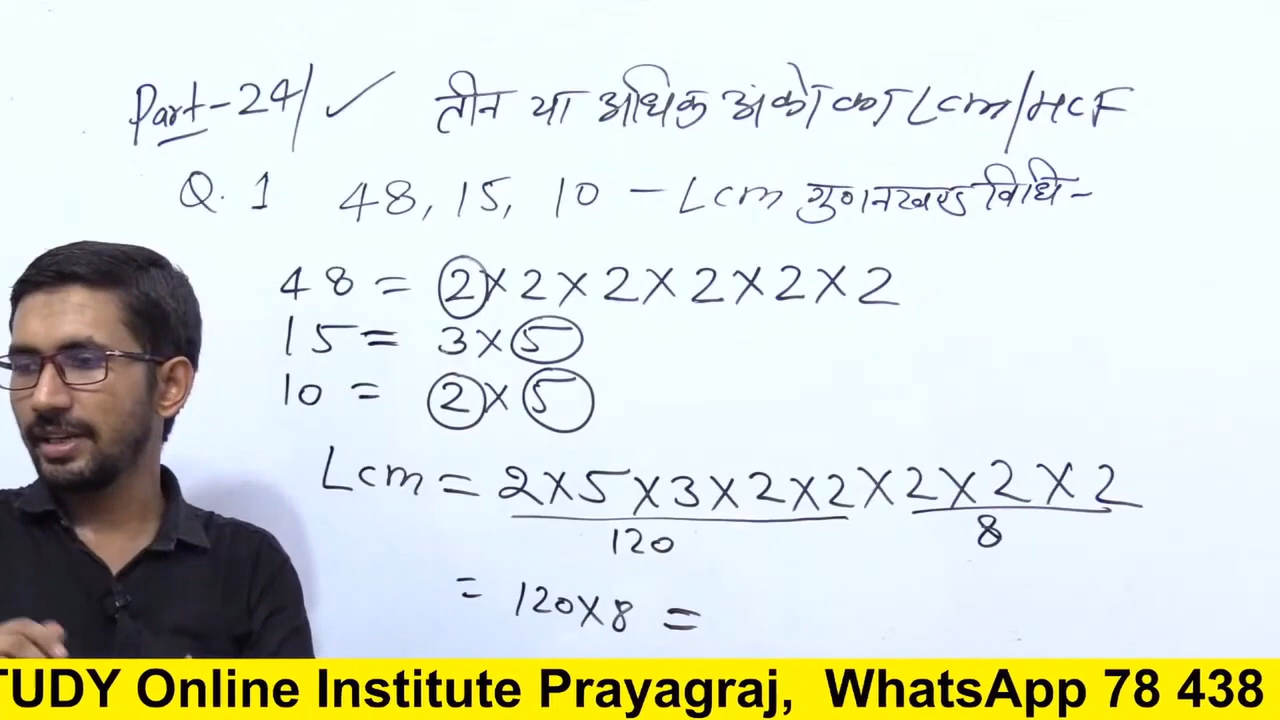 Part-24/ ✓ तीन या अधिक अंको का Lcm/HCF
Q. 1 48, 15, 10 - Lcm गुणनखण्ड विधि -
48 = 2×2×2×2×2×2
15 = 3×5
10 = 2×5
Lcm = 2×5×3×2×2×2×2×2
120 8
= 120×8 =
TUDY Online Institute Prayagraj, WhatsApp 78 438